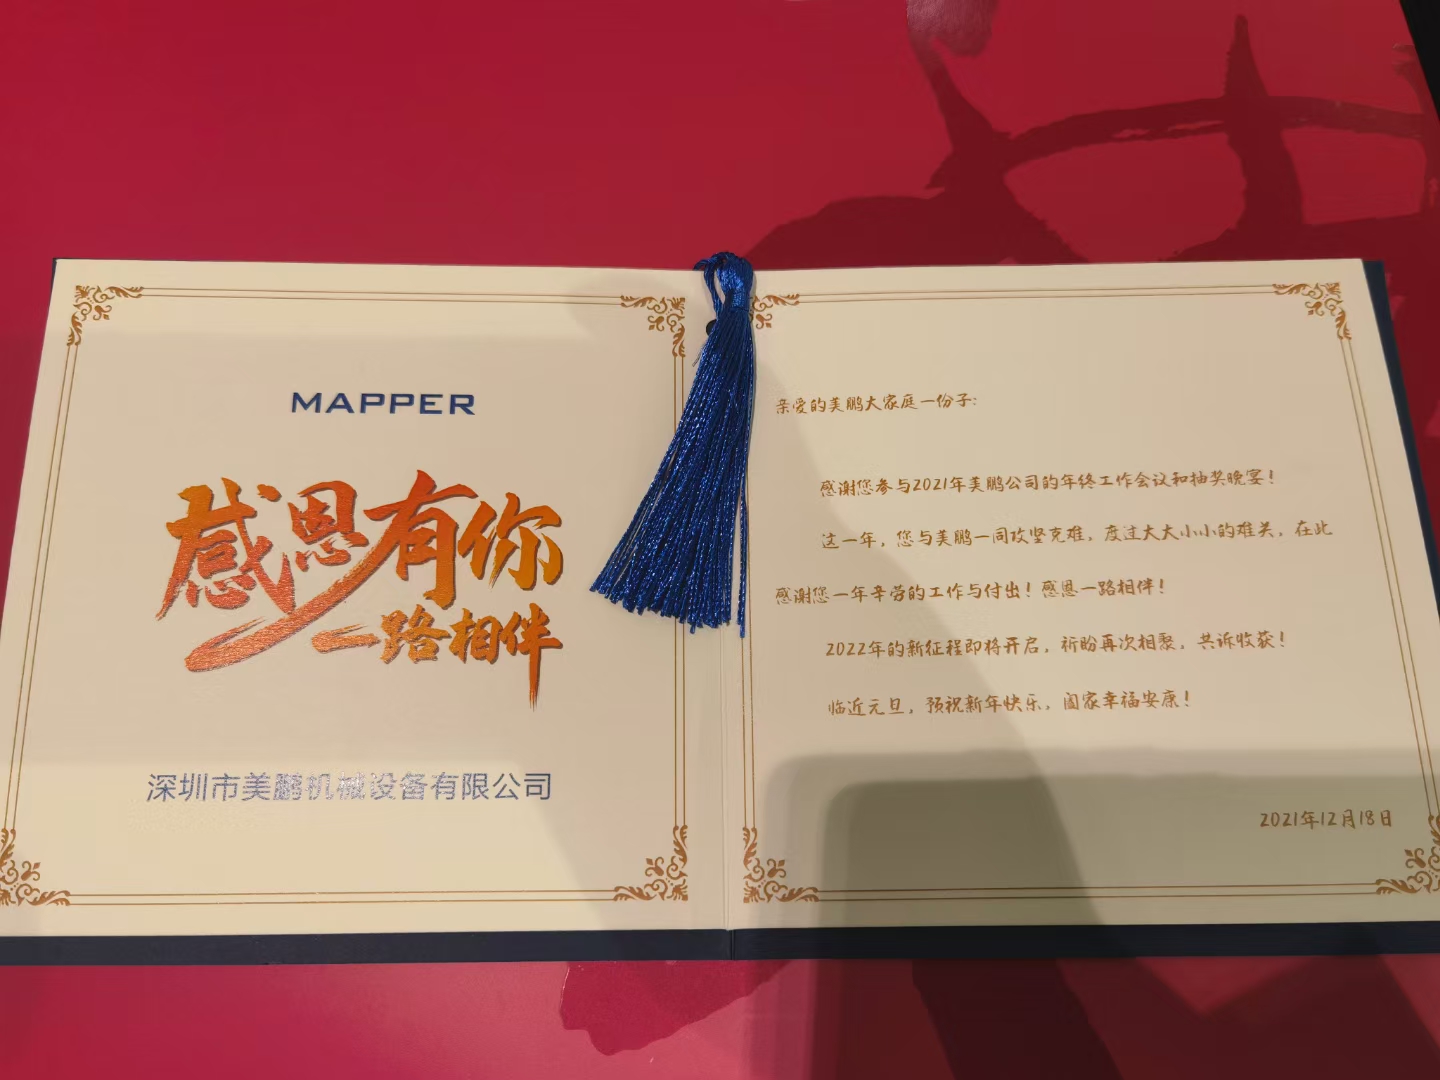 MAPPER
感恩有你
一路相伴
深圳市美鹏机械设备有限公司
亲爱的美鹏大家庭一份子:
感谢您参与2021年美鹏公司的年终工作会议和抽奖晚宴!
这一年,您与美鹏一同攻坚克难,度过大大小小的难关,在此
感谢您一年辛劳的工作与付出!感恩一路相伴!
2022年的新征程即将开启,祈盼再次相聚,共诉收获!
临近元旦,预祝新年快乐,阖家幸福安康!
2021年12月18日